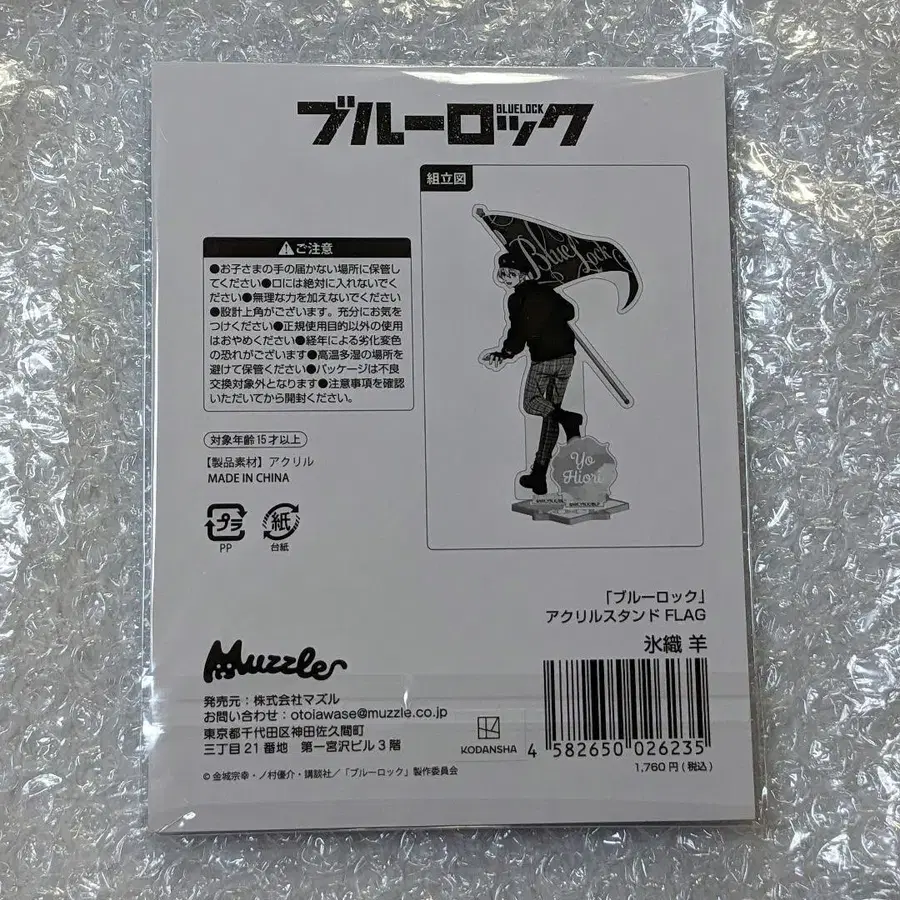 ブルーロック
BLUELOCK
組立図
Blue Lock
Yo
Hiori
ご注意
●お子さまの手の届かない場所に保管し
てください●口には絶対に入れないでく
ださい●無理な力を加えないでください
●設計上角がございます。充分にお気を
つけください●正規使用目的以外の使用
はおやめください●経年による劣化変色
の恐れがございます●高温多湿の場所を
避けて保管ください●パッケージは不良
交換対象外となります●注意事項を確認
いただいてから開封ください。
対象年齢15才以上
【製品素材】アクリル
MADE IN CHINA
プラ
PP
紙
台紙
「ブルーロック」
アクリルスタンド FLAG
氷織 羊
Muzzle
発売元：株式会社マズル
お問い合わせ：otoiawase@muzzle.co.jp
東京都千代田区神田佐久間町
三丁目21番地 第一宮沢ビル3階
© 金城宗幸・ノ村優介・講談社／「ブルーロック」製作委員会
KODANSHA
4 582650 026235
1,760円(税込)